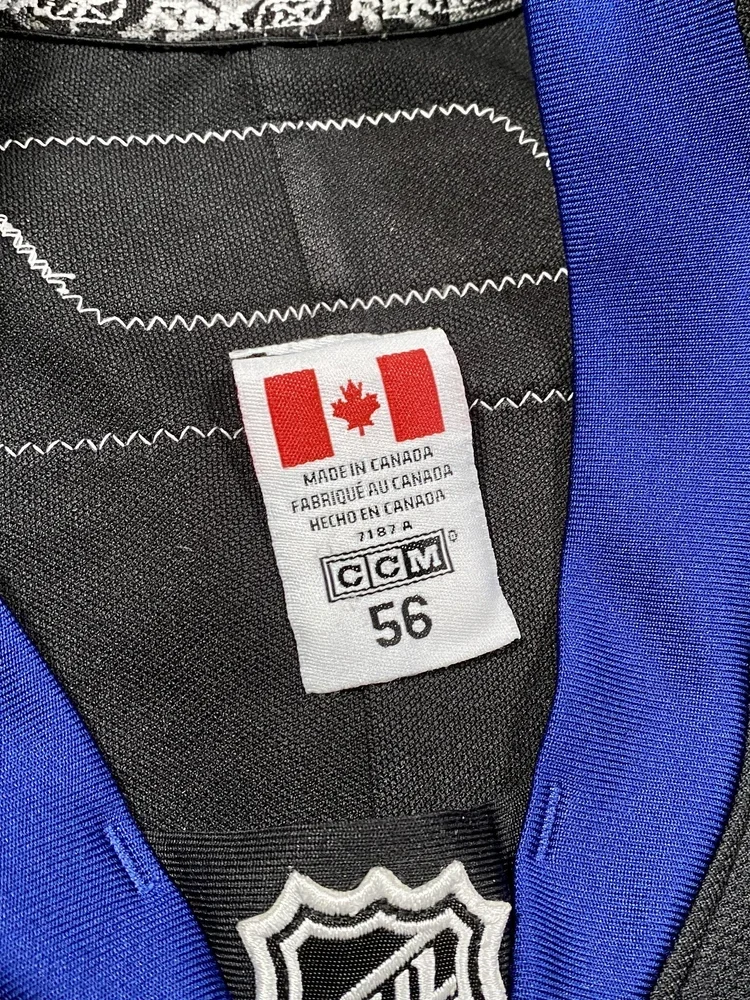 MADE IN CANADA
FABRIQUÉ AU CANADA
HECHO EN CANADA
7187 A
CCM
56